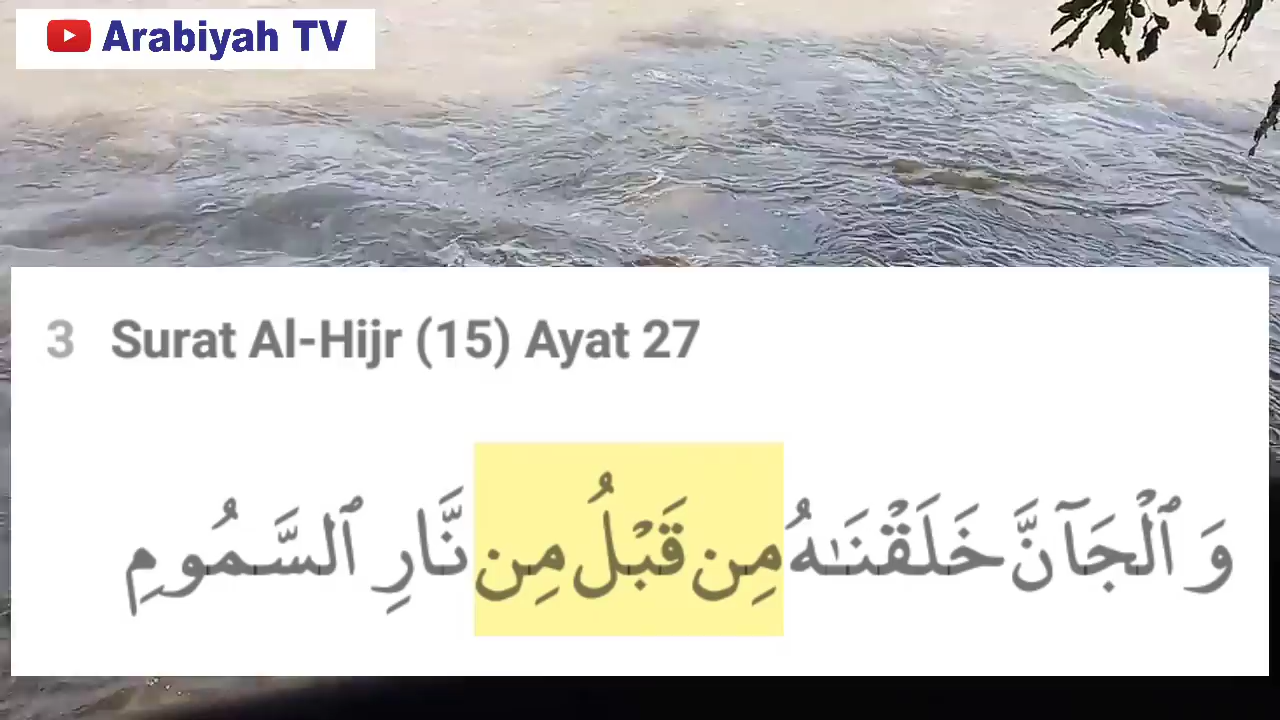 Arabiyah TV
3 Surat Al-Hijr (15) Ayat 27
وَٱلْجَآنَّ خَلَقْنَـٰهُ مِن قَبْلُ مِن نَّارِ ٱلسَّمُومِ